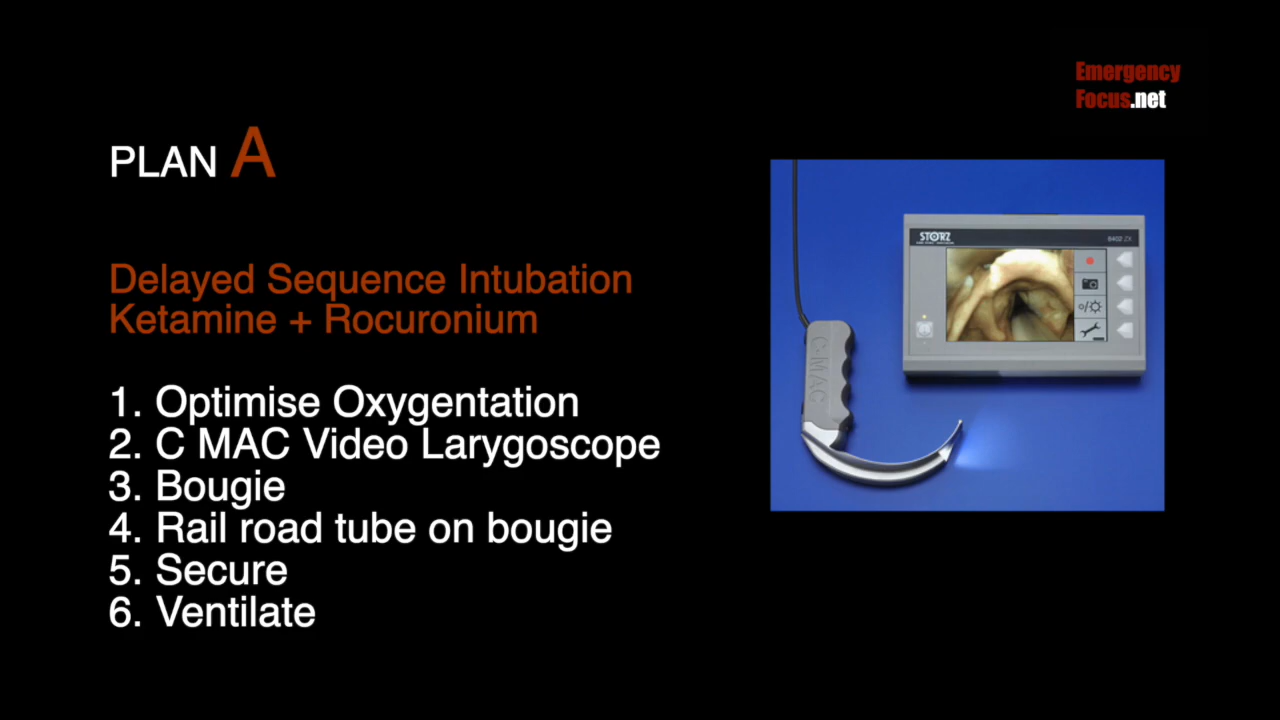 Emergency
Focus.net
PLAN A
Delayed Sequence Intubation
Ketamine + Rocuronium
1. Optimise Oxygentation
2. C MAC Video Larygoscope
3. Bougie
4. Rail road tube on bougie
5. Secure
6. Ventilate
STORZ
C-MAC